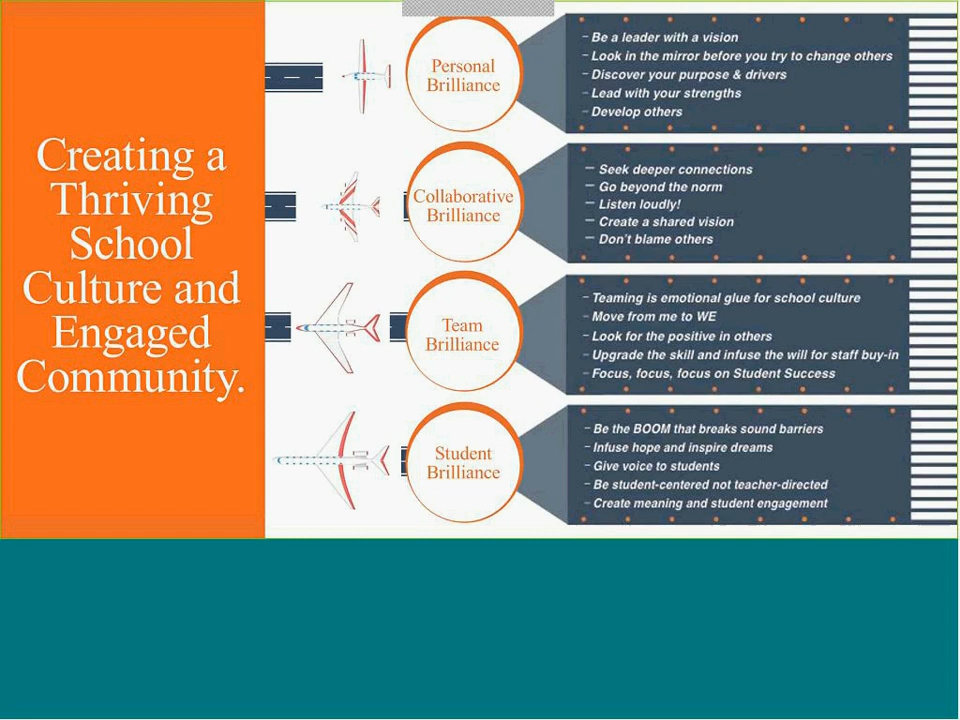 Creating a
Thriving
School
Culture and
Engaged
Community.
Personal
Brilliance
– Be a leader with a vision
– Look in the mirror before you try to change others
– Discover your purpose & drivers
– Lead with your strengths
– Develop others
Collaborative
Brilliance
– Seek deeper connections
– Go beyond the norm
– Listen loudly!
– Create a shared vision
– Don't blame others
Team
Brilliance
– Teaming is emotional glue for school culture
– Move from me to WE
– Look for the positive in others
– Upgrade the skill and infuse the will for staff buy-in
– Focus, focus, focus on Student Success
Student
Brilliance
– Be the BOOM that breaks sound barriers
– Infuse hope and inspire dreams
– Give voice to students
– Be student-centered not teacher-directed
– Create meaning and student engagement